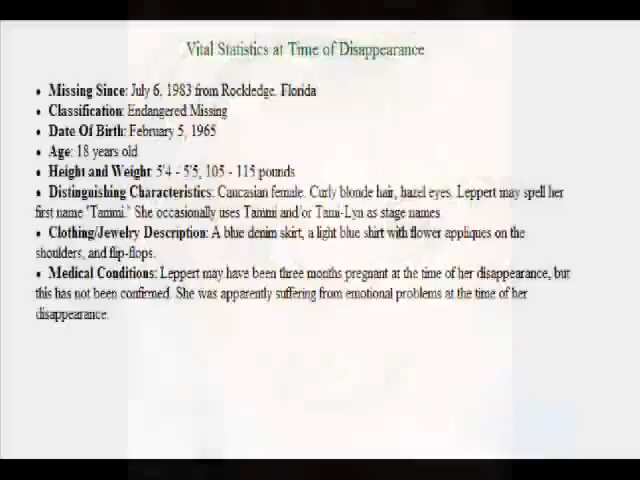 Vital Statistics at Time of Disappearance
• Missing Since: July 6, 1983 from Rockledge, Florida
• Classification: Endangered Missing
• Date Of Birth: February 5, 1965
• Age: 18 years old
• Height and Weight: 5'4 - 5'5, 105 - 115 pounds
• Distinguishing Characteristics: Caucasian female. Curly blonde hair, hazel eyes. Leppert may spell her
first name "Tammi." She occasionally uses Tammi and/or Tami-Lyn as stage names
• Clothing/Jewelry Description: A blue denim skirt, a light blue shirt with flower appliques on the
shoulders, and flip-flops.
• Medical Conditions: Leppert may have been three months pregnant at the time of her disappearance, but
this has not been confirmed. She was apparently suffering from emotional problems at the time of her
disappearance.